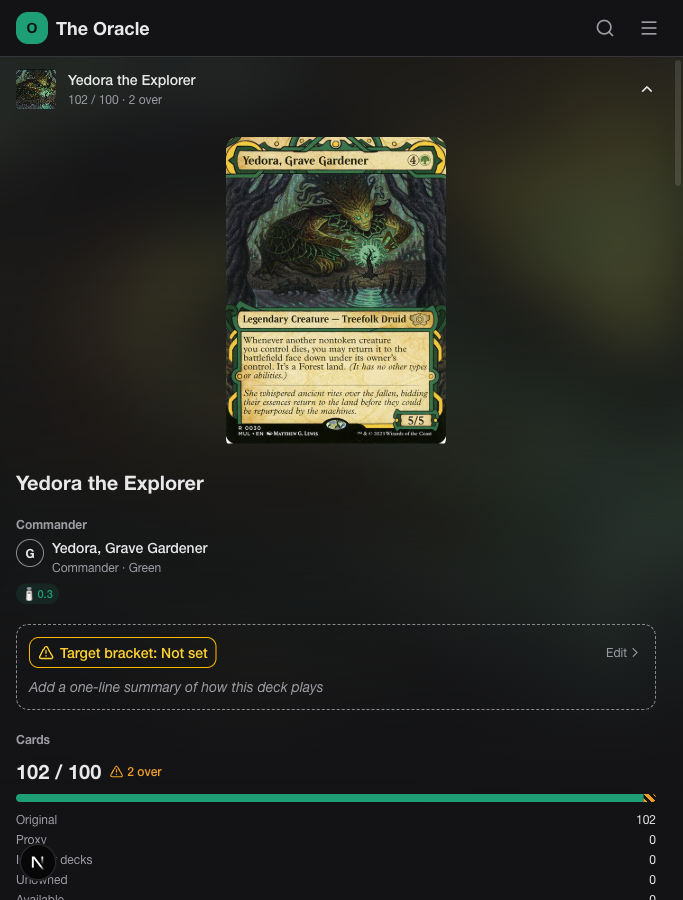 O The Oracle
Yedora the Explorer
102 / 100 · 2 over
Yedora, Grave Gardener 4
Legendary Creature — Treefolk Druid
Whenever another nontoken creature
you control dies, you may return it to the
battlefield face down under its owner's
control. It's a Forest land. (It has no other types
or abilities.)
She whispered ancient rites over the fallen, bidding
their essences return to the land before they could
be repurposed by the machines.
5/5
R 0030
MUL • EN MATTHEW G. LEWIS
™ & © 2023 Wizards of the Coast
Yedora the Explorer
Commander
G Yedora, Grave Gardener
Commander · Green
0.3
Target bracket: Not set
Edit
Add a one-line summary of how this deck plays
Cards
102 / 100 2 over
Original 102
Proxy 0
decks 0
Unowned 0
N
Available 0